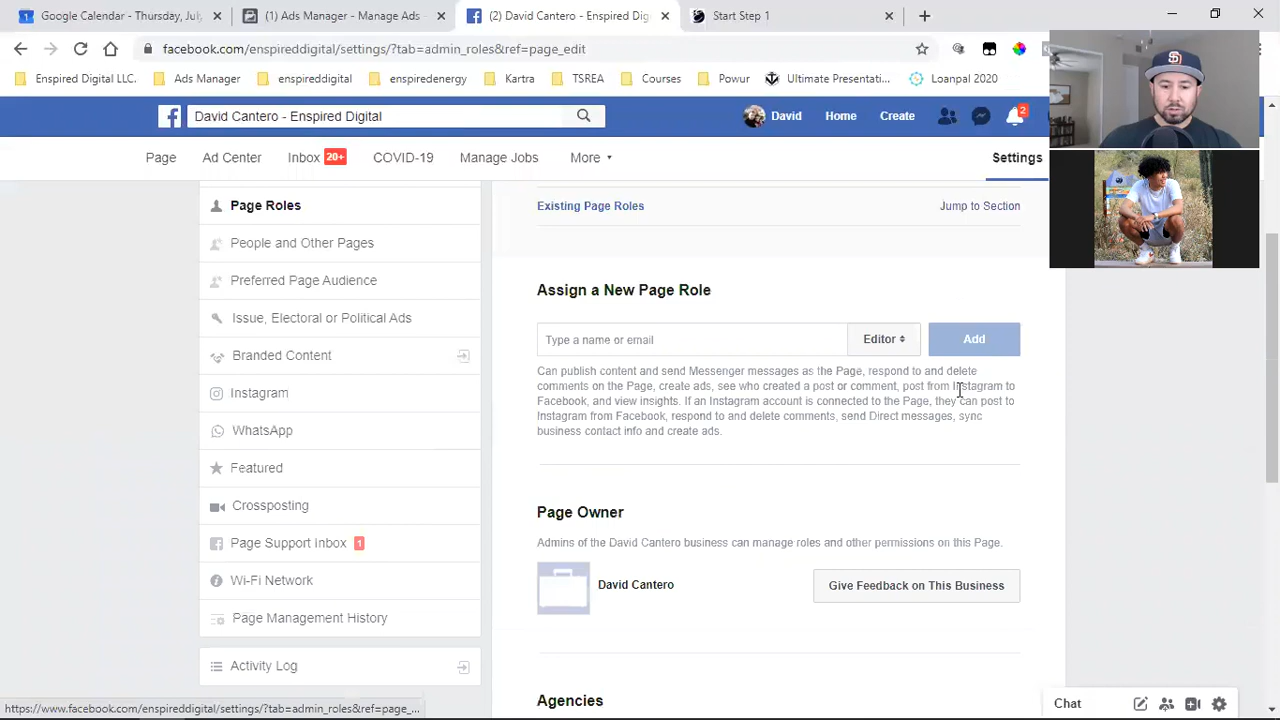 Google Calendar - Thursday, July
(1) Ads Manager - Manage Ads
(2) David Cantero - Enspired Digi
Start Step 1
facebook.com/enspireddigital/settings/?tab=admin_roles&ref=page_edit
Enspired Digital LLC.
Ads Manager
enspireddigital
enspiredenergy
Kartra
TSREA
Courses
Powur
Ultimate Presentati...
Loanpal 2020
David Cantero - Enspired Digital
David
Home
Create
2
Page
Ad Center
Inbox 20+
COVID-19
Manage Jobs
More
Settings
Page Roles
People and Other Pages
Preferred Page Audience
Issue, Electoral or Political Ads
Branded Content
Instagram
WhatsApp
Featured
Crossposting
Page Support Inbox 1
Wi-Fi Network
Page Management History
Activity Log
Existing Page Roles
Jump to Section
Assign a New Page Role
Type a name or email
Editor
Add
Can publish content and send Messenger messages as the Page, respond to and delete
comments on the Page, create ads, see who created a post or comment, post from Instagram to
Facebook, and view insights. If an Instagram account is connected to the Page, they can post to
Instagram from Facebook, respond to and delete comments, send Direct messages, sync
business contact info and create ads.
Page Owner
Admins of the David Cantero business can manage roles and other permissions on this Page.
David Cantero
Give Feedback on This Business
Agencies
https://www.facebook.com/enspireddigital/settings/?tab=admin_roles&ref=page_...
Chat